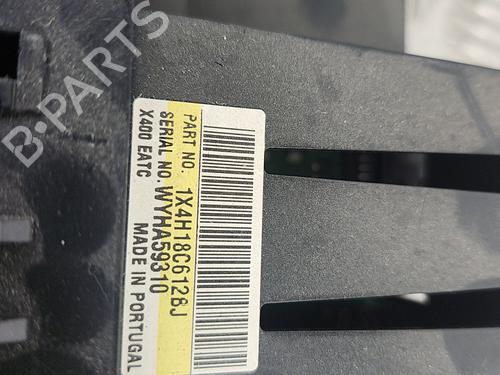 B-PARTS
PART NO. 1X4H18C612BJ
SERIAL NO. WYHA59310
X400 EATC MADE IN PORTUGAL